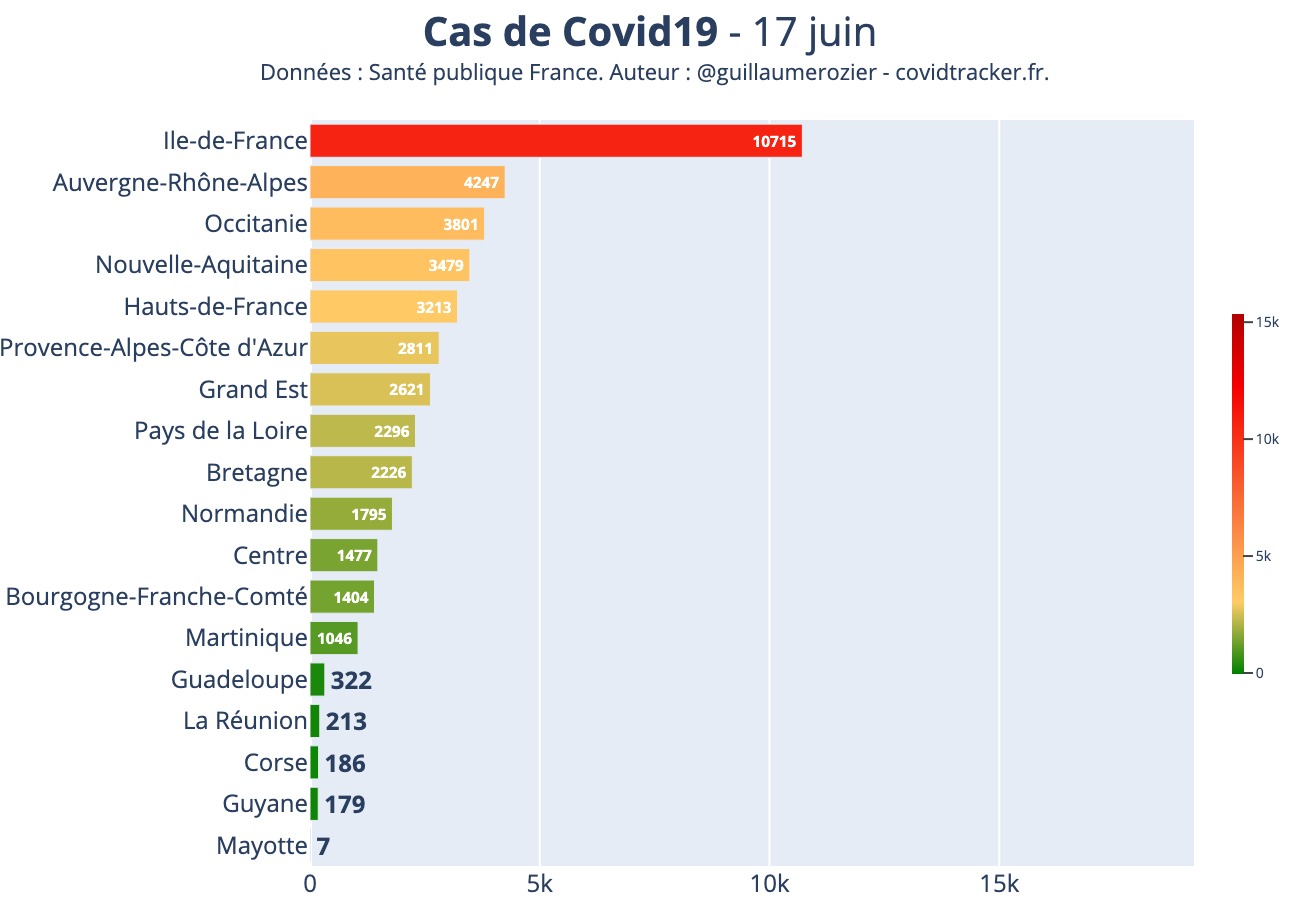 Cas de Covid19 - 17 juin
Données : Santé publique France. Auteur : @guillaumerozier - covidtracker.fr.
Ile-de-France 10715
Auvergne-Rhône-Alpes 4247
Occitanie 3801
Nouvelle-Aquitaine 3479
Hauts-de-France 3213
Provence-Alpes-Côte d'Azur 2811
Grand Est 2621
Pays de la Loire 2296
Bretagne 2226
Normandie 1795
Centre 1477
Bourgogne-Franche-Comté 1404
Martinique 1046
Guadeloupe 322
La Réunion 213
Corse 186
Guyane 179
Mayotte 7
0 5k 10k 15k
15k
10k
5k
0